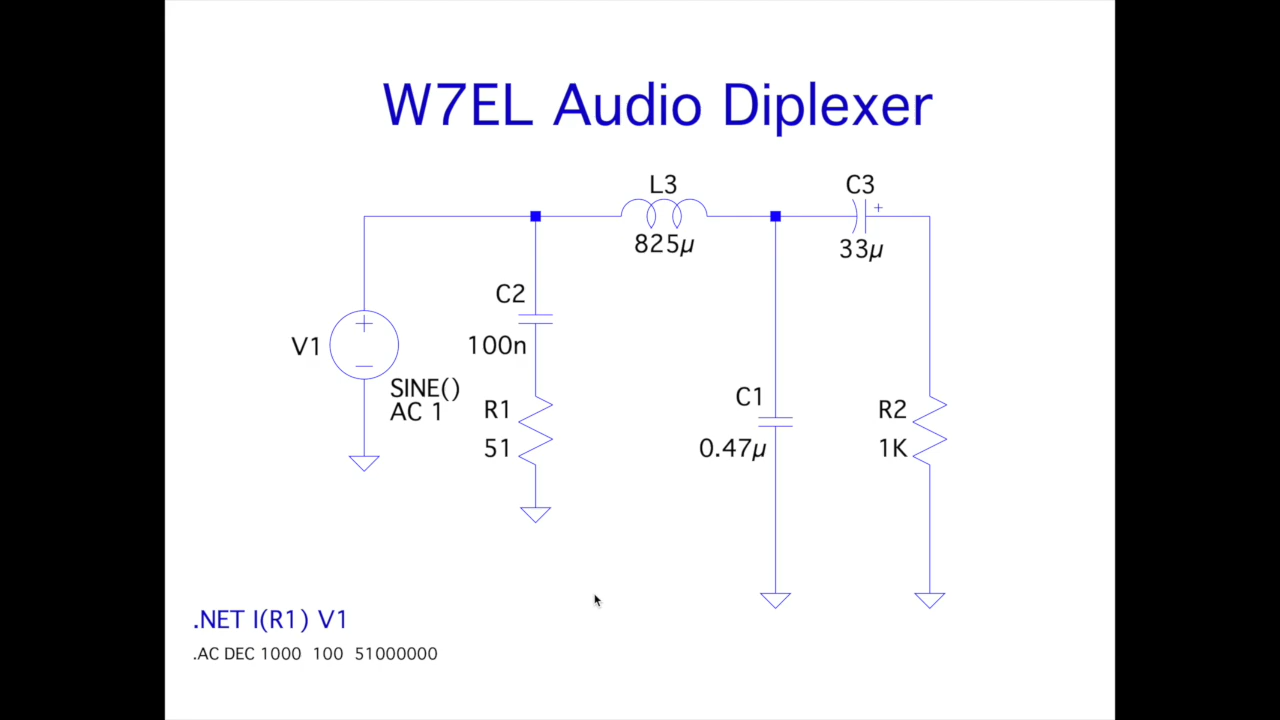 W7EL Audio Diplexer
L3
825µ
C3
+
33µ
C2
100n
V1
+
−
SINE()
AC 1
R1
51
C1
0.47µ
R2
1K
.NET I(R1) V1
.AC DEC 1000 100 51000000